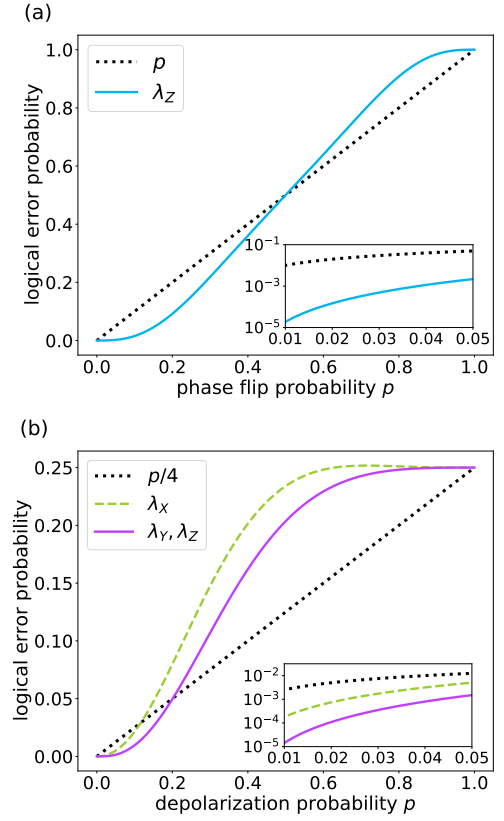 (a)
logical error probability
1.0
0.8
0.6
0.4
0.2
0.0
p
λ_Z
10⁻¹
10⁻³
10⁻⁵
0.01 0.02 0.03 0.04 0.05
0.0 0.2 0.4 0.6 0.8 1.0
phase flip probability p
(b)
logical error probability
0.25
0.20
0.15
0.10
0.05
0.00
p/4
λ_X
λ_Y, λ_Z
10⁻²
10⁻³
10⁻⁴
10⁻⁵
0.01 0.02 0.03 0.04 0.05
0.0 0.2 0.4 0.6 0.8 1.0
depolarization probability p